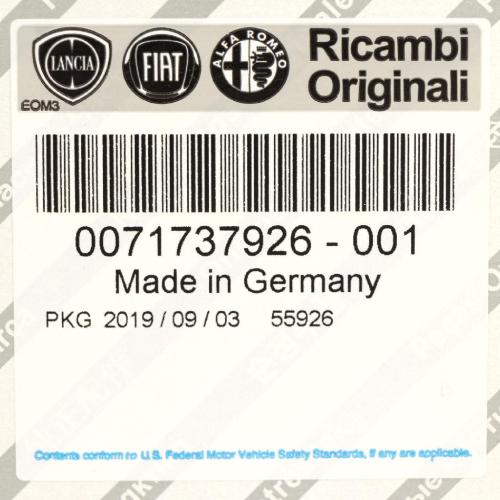 LANCIA FIAT ALFA ROMEO Ricambi
Originali
EOM3
0071737926 - 001
Made in Germany
PKG 2019 / 09 / 03 55926
Contents conform to U.S. Federal Motor Vehicle Safety Standards, if any are applicable.